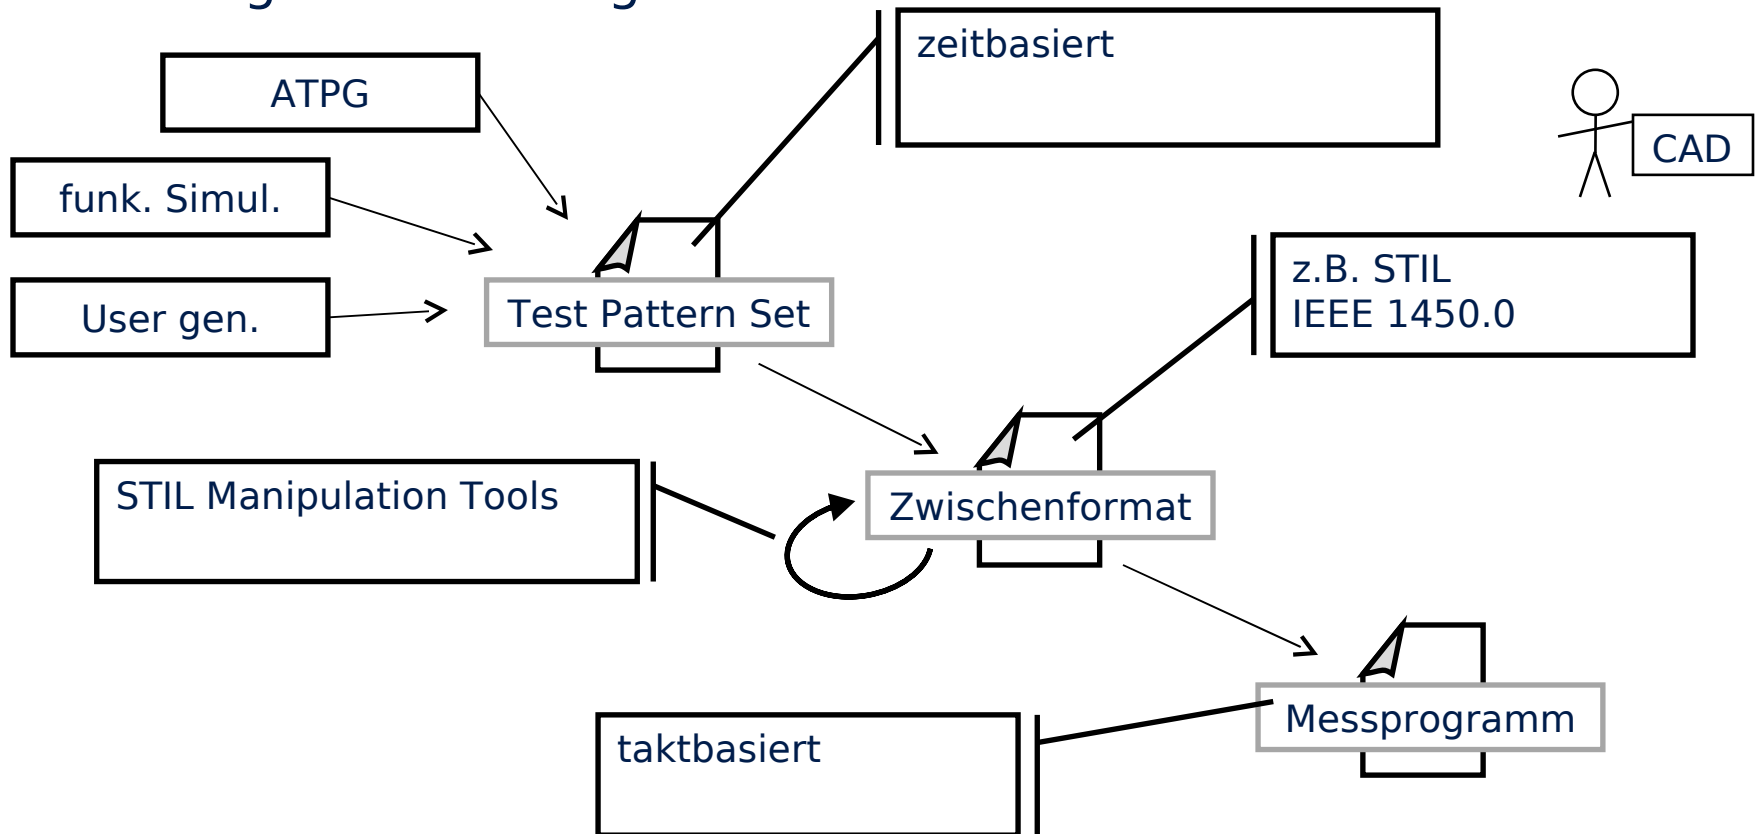 zeitbasiert
ATPG
CAD
funk. Simul.
z.B. STIL
IEEE 1450.0
User gen.
Test Pattern Set
STIL Manipulation Tools
Zwischenformat
Messprogramm
taktbasiert